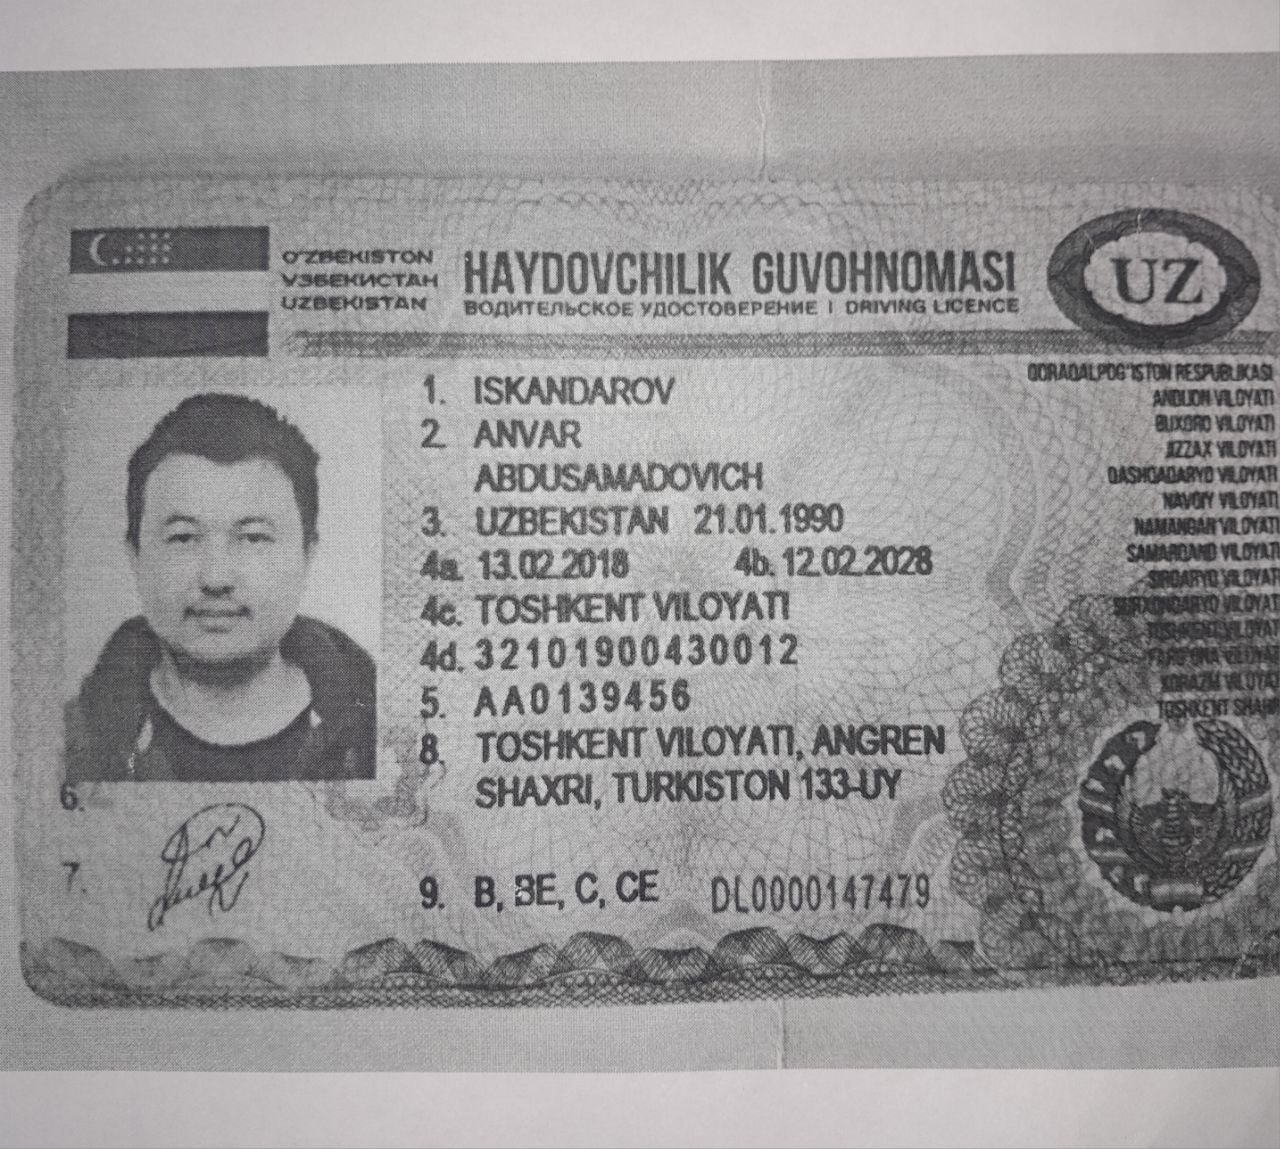 O'ZBEKISTON
УЗБЕКИСТАН
UZBEKISTAN
HAYDOVCHILIK GUVOHNOMASI
ВОДИТЕЛЬСКОЕ УДОСТОВЕРЕНИЕ | DRIVING LICENCE
UZ
1. ISKANDAROV
2. ANVAR
ABDUSAMADOVICH
3. UZBEKISTAN 21.01.1990
4a. 13.02.2018 4b. 12.02.2028
4c. TOSHKENT VILOYATI
4d. 32101900430012
5. AA0139456
8. TOSHKENT VILOYATI, ANGREN
SHAXRI, TURKISTON 133-UY
6.
7.
9. B, BE, C, CE DL0000147479
QORAQALPOG'ISTON RESPUBLIKASI
ANDIJON VILOYATI
BUXORO VILOYATI
JIZZAX VILOYATI
QASHQADARYO VILOYATI
NAVOIY VILOYATI
NAMANGAN VILOYATI
SAMARQAND VILOYATI
SIRDARYO VILOYATI
SURXONDARYO VILOYATI
TOSHKENT VILOYATI
FARG'ONA VILOYATI
XORAZM VILOYATI
TOSHKENT SHAHR